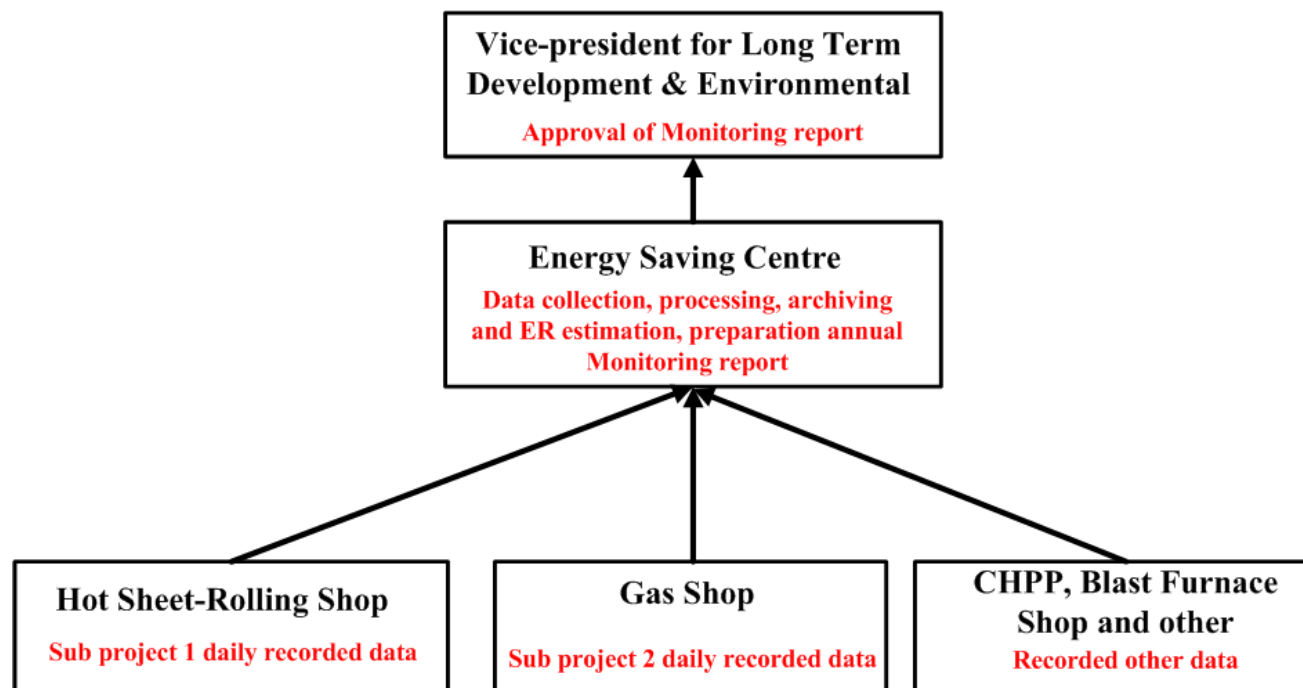 Vice-president for Long Term
Development & Environmental
Approval of Monitoring report
Energy Saving Centre
Data collection, processing, archiving
and ER estimation, preparation annual
Monitoring report
Hot Sheet-Rolling Shop
Sub project 1 daily recorded data
Gas Shop
Sub project 2 daily recorded data
CHPP, Blast Furnace
Shop and other
Recorded other data